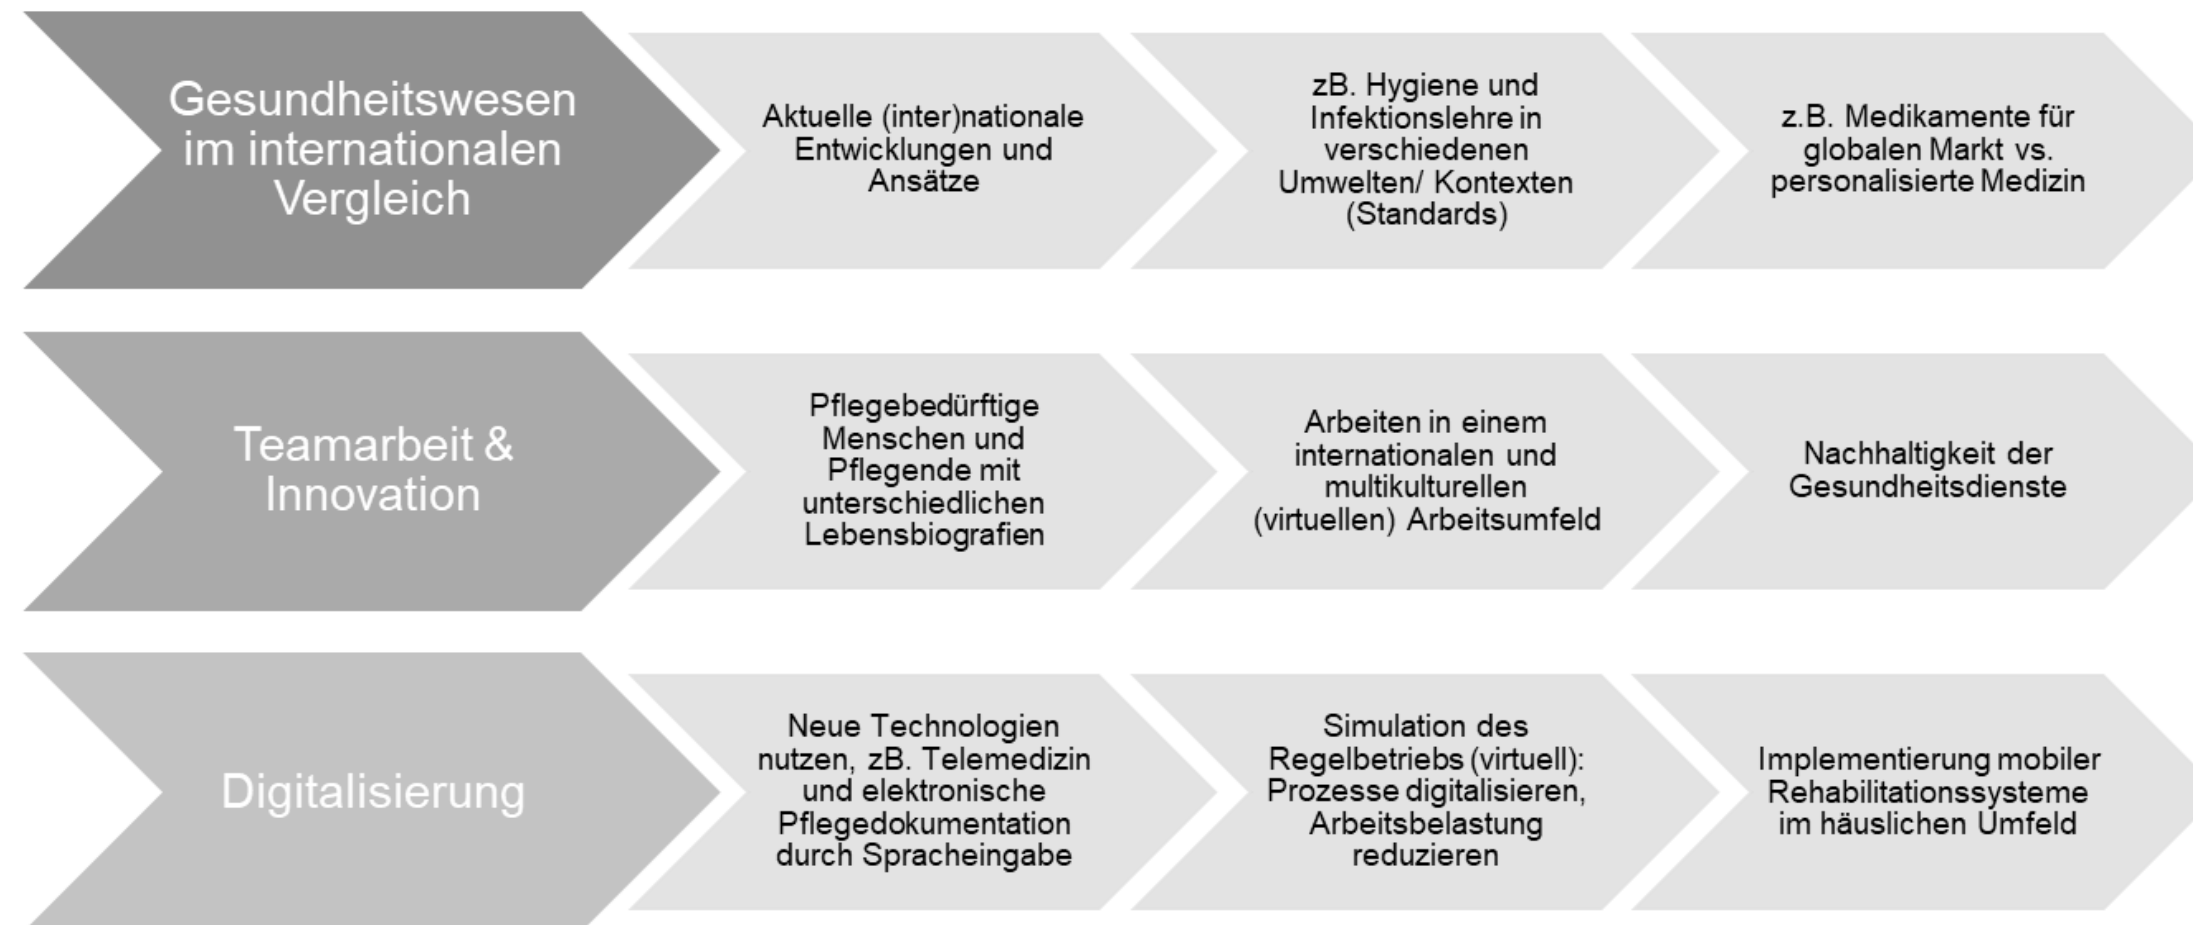 Gesundheitswesen
im internationalen
Vergleich
Aktuelle (inter)nationale
Entwicklungen und
Ansätze
zB. Hygiene und
Infektionslehre in
verschiedenen
Umwelten/ Kontexten
(Standards)
z.B. Medikamente für
globalen Markt vs.
personalisierte Medizin
Teamarbeit &
Innovation
Pflegebedürftige
Menschen und
Pflegende mit
unterschiedlichen
Lebensbiografien
Arbeiten in einem
internationalen und
multikulturellen
(virtuellen) Arbeitsumfeld
Nachhaltigkeit der
Gesundheitsdienste
Digitalisierung
Neue Technologien
nutzen, zB. Telemedizin
und elektronische
Pflegedokumentation
durch Spracheingabe
Simulation des
Regelbetriebs (virtuell):
Prozesse digitalisieren,
Arbeitsbelastung
reduzieren
Implementierung mobiler
Rehabilitationssysteme
im häuslichen Umfeld